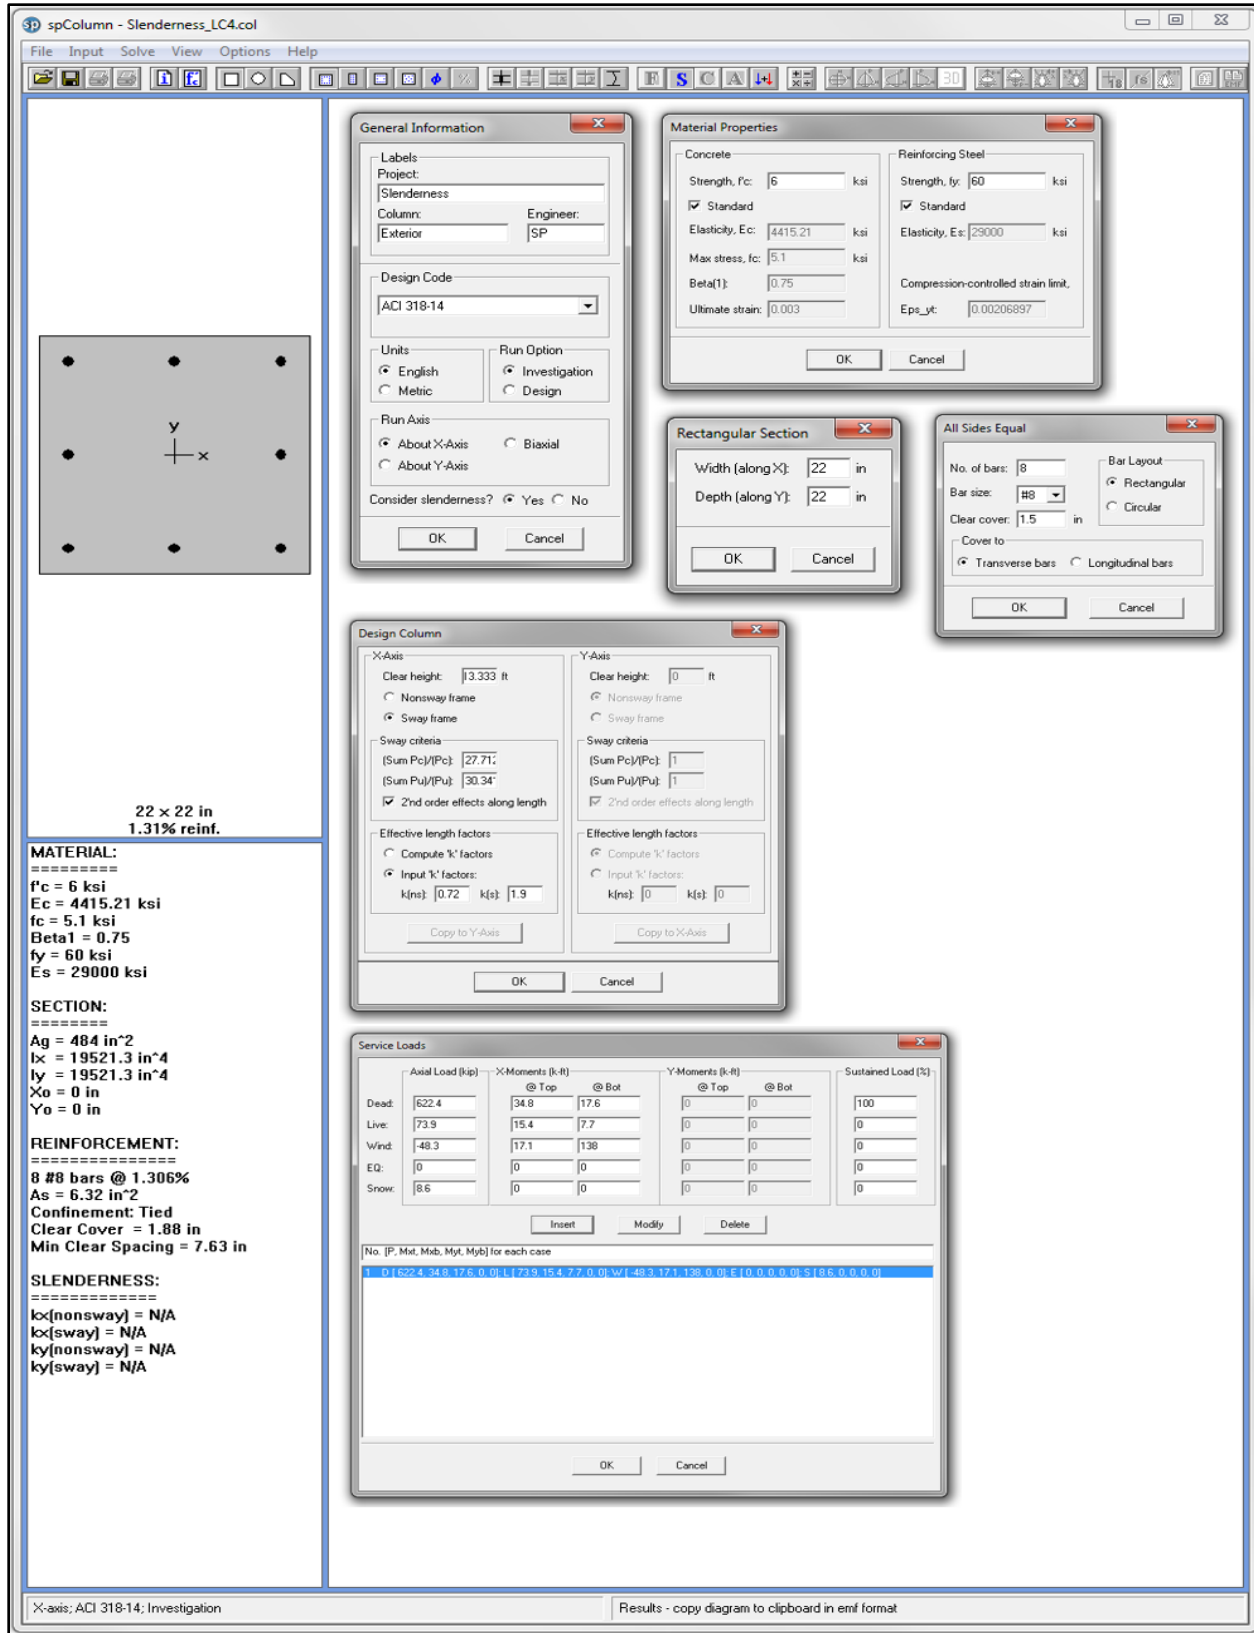 spColumn - Slenderness_LC4.col
File Input Solve View Options Help
y
x
22 x 22 in
1.31% reinf.
MATERIAL:
=========
f'c = 6 ksi
Ec = 4415.21 ksi
fc = 5.1 ksi
Beta1 = 0.75
fy = 60 ksi
Es = 29000 ksi
SECTION:
========
Ag = 484 in^2
Ix = 19521.3 in^4
Iy = 19521.3 in^4
Xo = 0 in
Yo = 0 in
REINFORCEMENT:
===============
8 #8 bars @ 1.306%
As = 6.32 in^2
Confinement: Tied
Clear Cover = 1.88 in
Min Clear Spacing = 7.63 in
SLENDERNESS:
=============
kx(nonsway) = N/A
kx(sway) = N/A
ky(nonsway) = N/A
ky(sway) = N/A
General Information
Labels
Project:
Slenderness
Column: Engineer:
Exterior SP
Design Code
ACI 318-14
Units Run Option
English Investigation
Metric Design
Run Axis
About X-Axis Biaxial
About Y-Axis
Consider slenderness? Yes No
OK Cancel
Material Properties
Concrete Reinforcing Steel
Strength, f'c: 6 ksi Strength, fy: 60 ksi
Standard Standard
Elasticity, Ec: 4415.21 ksi Elasticity, Es: 29000 ksi
Max stress, fc: 5.1 ksi
Beta(1): 0.75 Compression-controlled strain limit,
Ultimate strain: 0.003 Eps_yt: 0.00206897
OK Cancel
Rectangular Section
Width (along X): 22 in
Depth (along Y): 22 in
OK Cancel
All Sides Equal
No. of bars: 8 Bar Layout
Bar size: #8 Rectangular
Clear cover: 1.5 in Circular
Cover to
Transverse bars Longitudinal bars
OK Cancel
Design Column
X-Axis Y-Axis
Clear height: 13.333 ft Clear height: 0 ft
Nonsway frame Nonsway frame
Sway frame Sway frame
Sway criteria Sway criteria
(Sum Pc)/(Pc): 27.712 (Sum Pc)/(Pc): 1
(Sum Pu)/(Pu): 30.34 (Sum Pu)/(Pu): 1
2'nd order effects along length 2'nd order effects along length
Effective length factors Effective length factors
Compute 'k' factors Compute 'k' factors
Input 'k' factors: Input 'k' factors:
k(ns): 0.72 k(s): 1.9 k(ns): 0 k(s): 0
Copy to Y-Axis Copy to X-Axis
OK Cancel
Service Loads
Axial Load (kip) X-Moments (k-ft) Y-Moments (k-ft) Sustained Load (%)
@ Top @ Bot @ Top @ Bot
Dead: 622.4 34.8 17.6 0 0 100
Live: 73.9 15.4 7.7 0 0 0
Wind: -48.3 17.1 138 0 0 0
EQ: 0 0 0 0 0 0
Snow: 8.6 0 0 0 0 0
Insert Modify Delete
No. [P, Mxt, Mxb, Myt, Myb] for each case
1 D [ 622.4, 34.8, 17.6, 0, 0]; L [ 73.9, 15.4, 7.7, 0, 0]; W [ -48.3, 17.1, 138, 0, 0]; E [ 0, 0, 0, 0, 0]; S [ 8.6, 0, 0, 0, 0]
OK Cancel
X-axis; ACI 318-14; Investigation
Results - copy diagram to clipboard in emf format